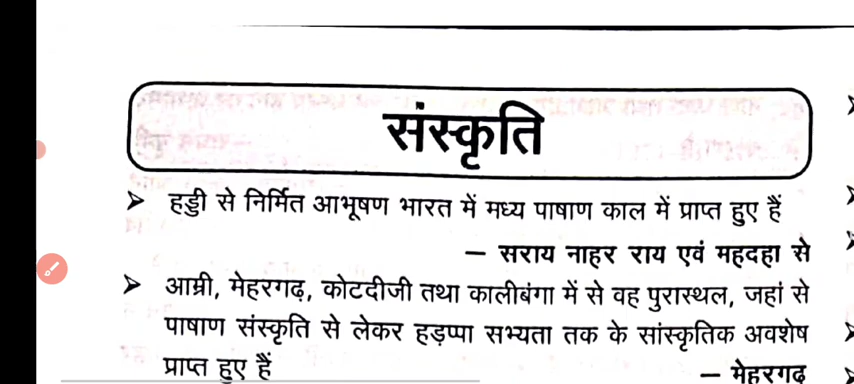 संस्कृति
➤ हड्डी से निर्मित आभूषण भारत में मध्य पाषाण काल में प्राप्त हुए हैं
– सराय नाहर राय एवं महदहा से
➤ आम्री, मेहरगढ़, कोटदीजी तथा कालीबंगा में से वह पुरास्थल, जहां से
पाषाण संस्कृति से लेकर हड़प्पा सभ्यता तक के सांस्कृतिक अवशेष
प्राप्त हुए हैं
– मेहरगढ़